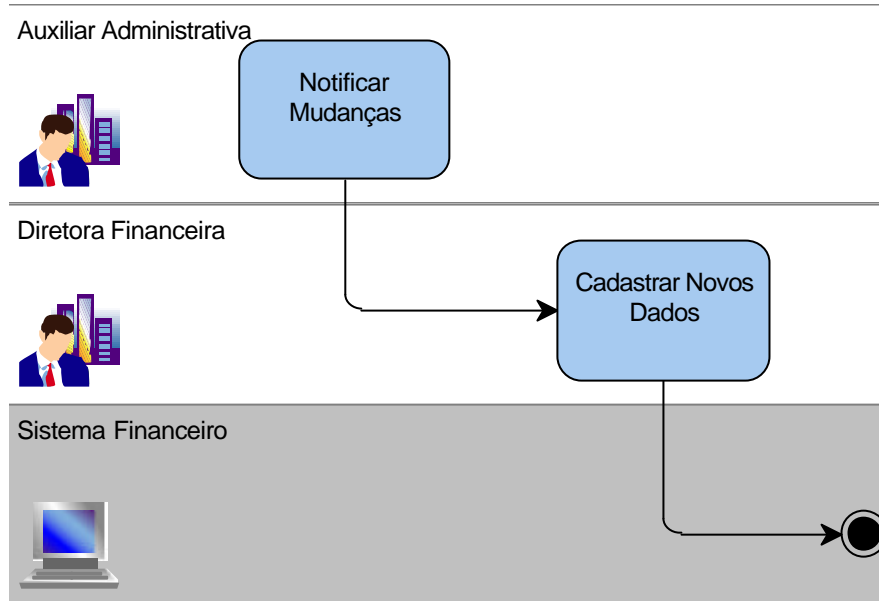 Auxiliar Administrativa
Notificar
Mudanças
Diretora Financeira
Cadastrar Novos
Dados
Sistema Financeiro